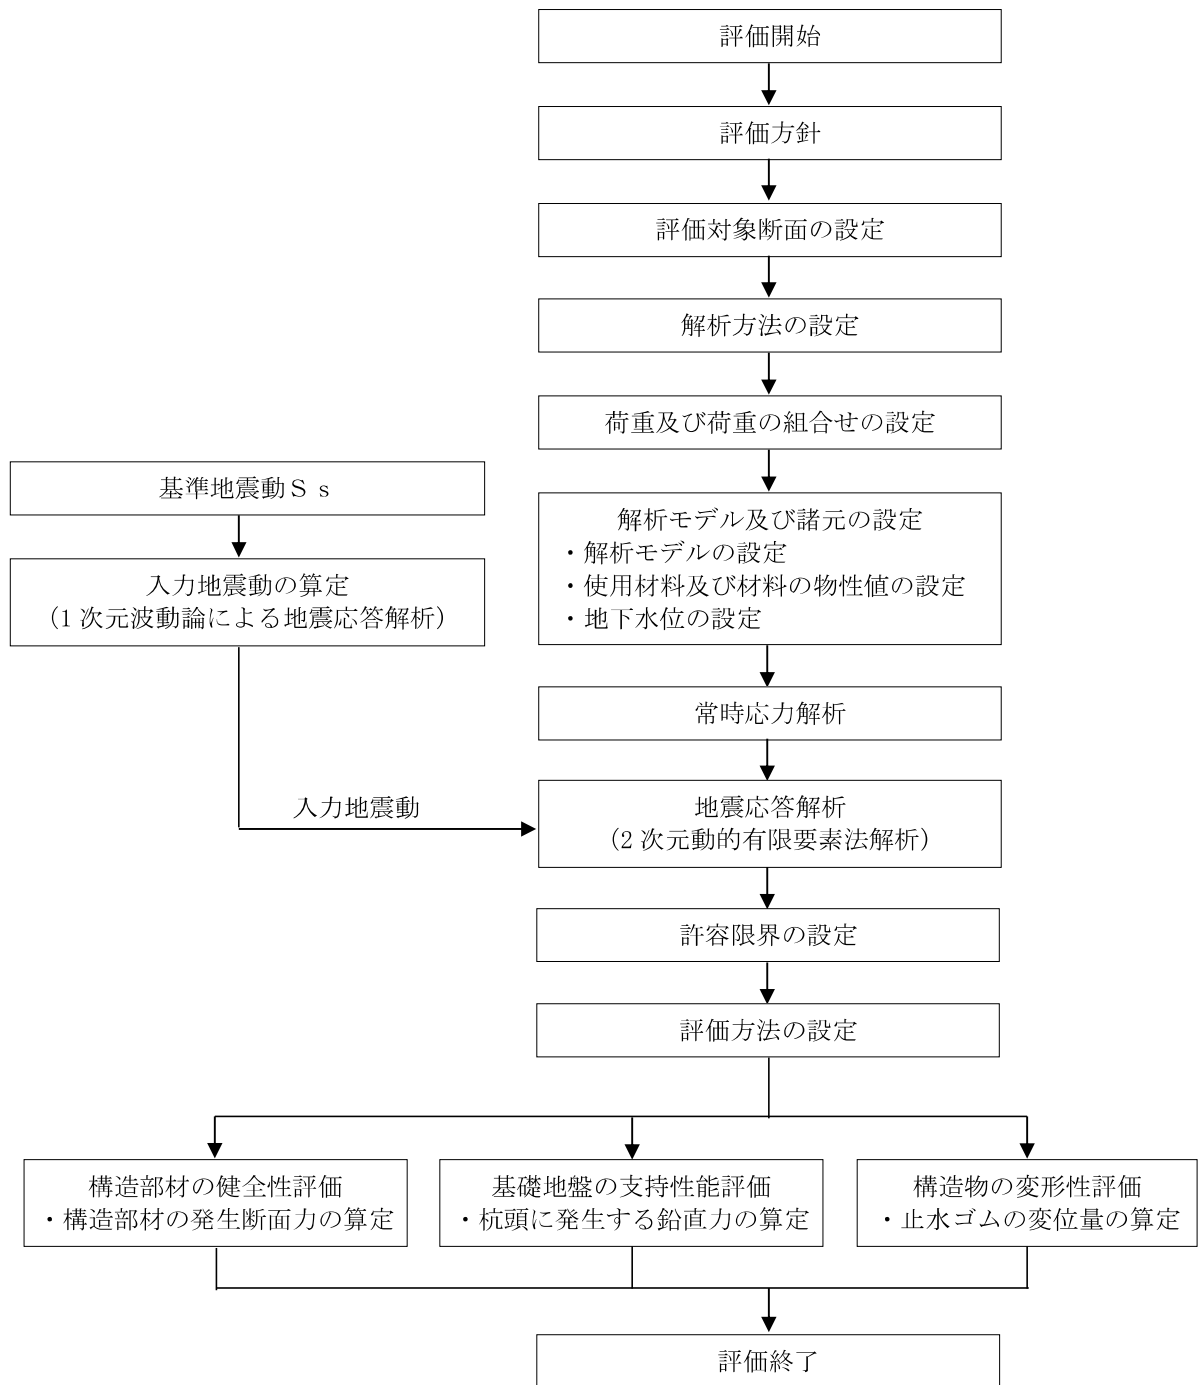 評価開始
評価方針
評価対象断面の設定
解析方法の設定
荷重及び荷重の組合せの設定
基準地震動Ｓｓ
入力地震動の算定
（1 次元波動論による地震応答解析）
解析モデル及び諸元の設定
・解析モデルの設定
・使用材料及び材料の物性値の設定
・地下水位の設定
常時応力解析
入力地震動
地震応答解析
（2 次元動的有限要素法解析）
許容限界の設定
評価方法の設定
構造部材の健全性評価
・構造部材の発生断面力の算定
基礎地盤の支持性能評価
・杭頭に発生する鉛直力の算定
構造物の変形性評価
・止水ゴムの変位量の算定
評価終了